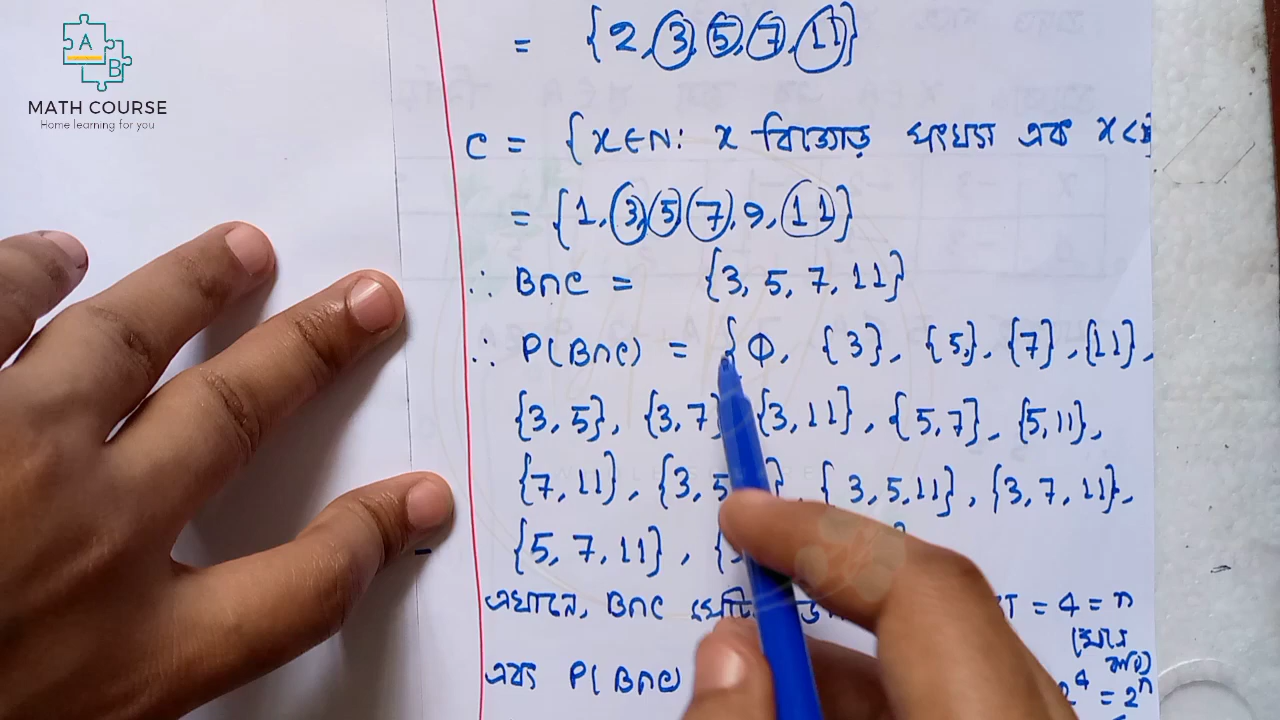 A
B
MATH COURSE
Home learning for you
= {2, 3, 5, 7, 11}
C = {x∈N: x বিজোড় সংখ্যা এবং x<
= {1, 3, 5, 7, 9, 11}
∴ B∩C = {3, 5, 7, 11}
∴ P(B∩C) = {Φ, {3}, {5}, {7}, {11},
{3, 5}, {3, 7} {3, 11}, {5, 7}, {5, 11},
{7, 11}, {3, 5 }, {3, 5, 11}, {3, 7, 11},
{5, 7, 11}, {
এখানে, B∩C = 4 = n
(যেখানে
এবং P(B∩C) 2⁴ = 2ⁿ